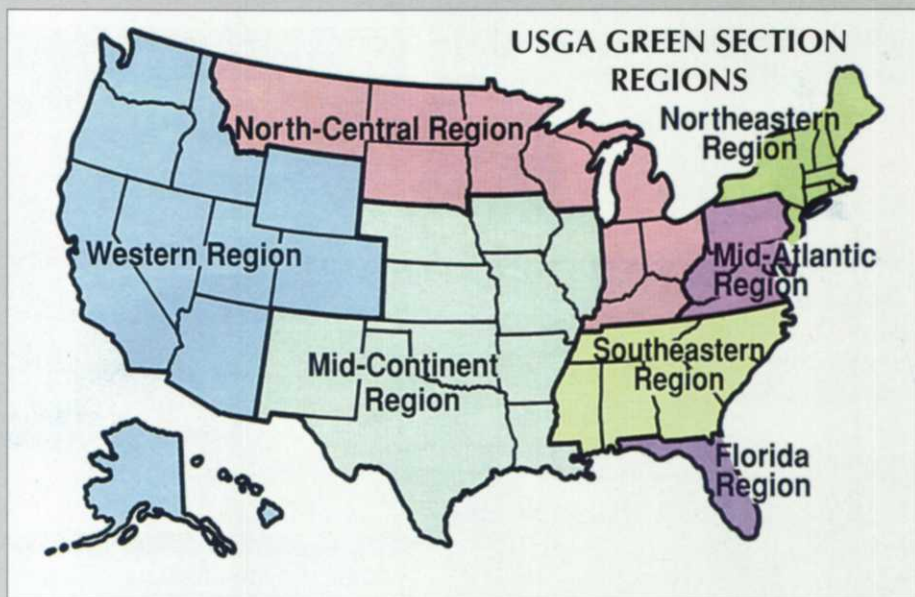 USGA GREEN SECTION
REGIONS
Northeastern
Region
North-Central Region
Western Region
Mid-Atlantic
Region
Mid-Continent
Region
Southeastern
Region
Florida
Region